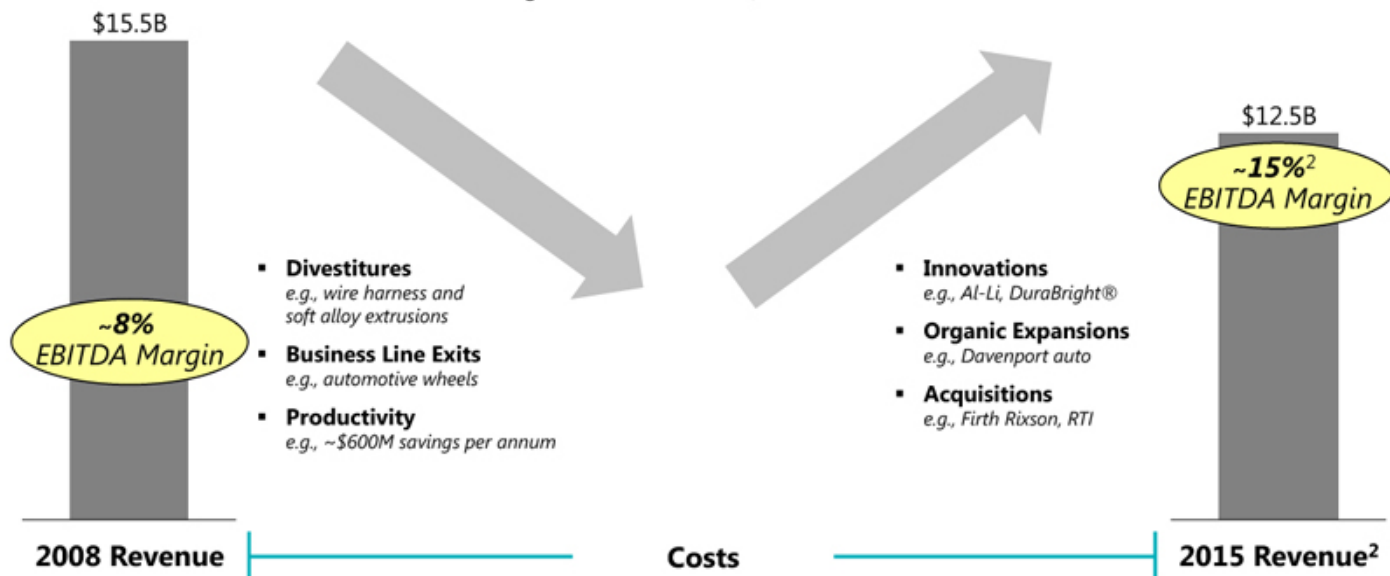 $15.5B
$12.5B
~15%²
EBITDA Margin
~8%
EBITDA Margin
▪ Divestitures
e.g., wire harness and
soft alloy extrusions
▪ Business Line Exits
e.g., automotive wheels
▪ Productivity
e.g., ~$600M savings per annum
▪ Innovations
e.g., Al-Li, DuraBright®
▪ Organic Expansions
e.g., Davenport auto
▪ Acquisitions
e.g., Firth Rixson, RTI
2008 Revenue
Costs
2015 Revenue²